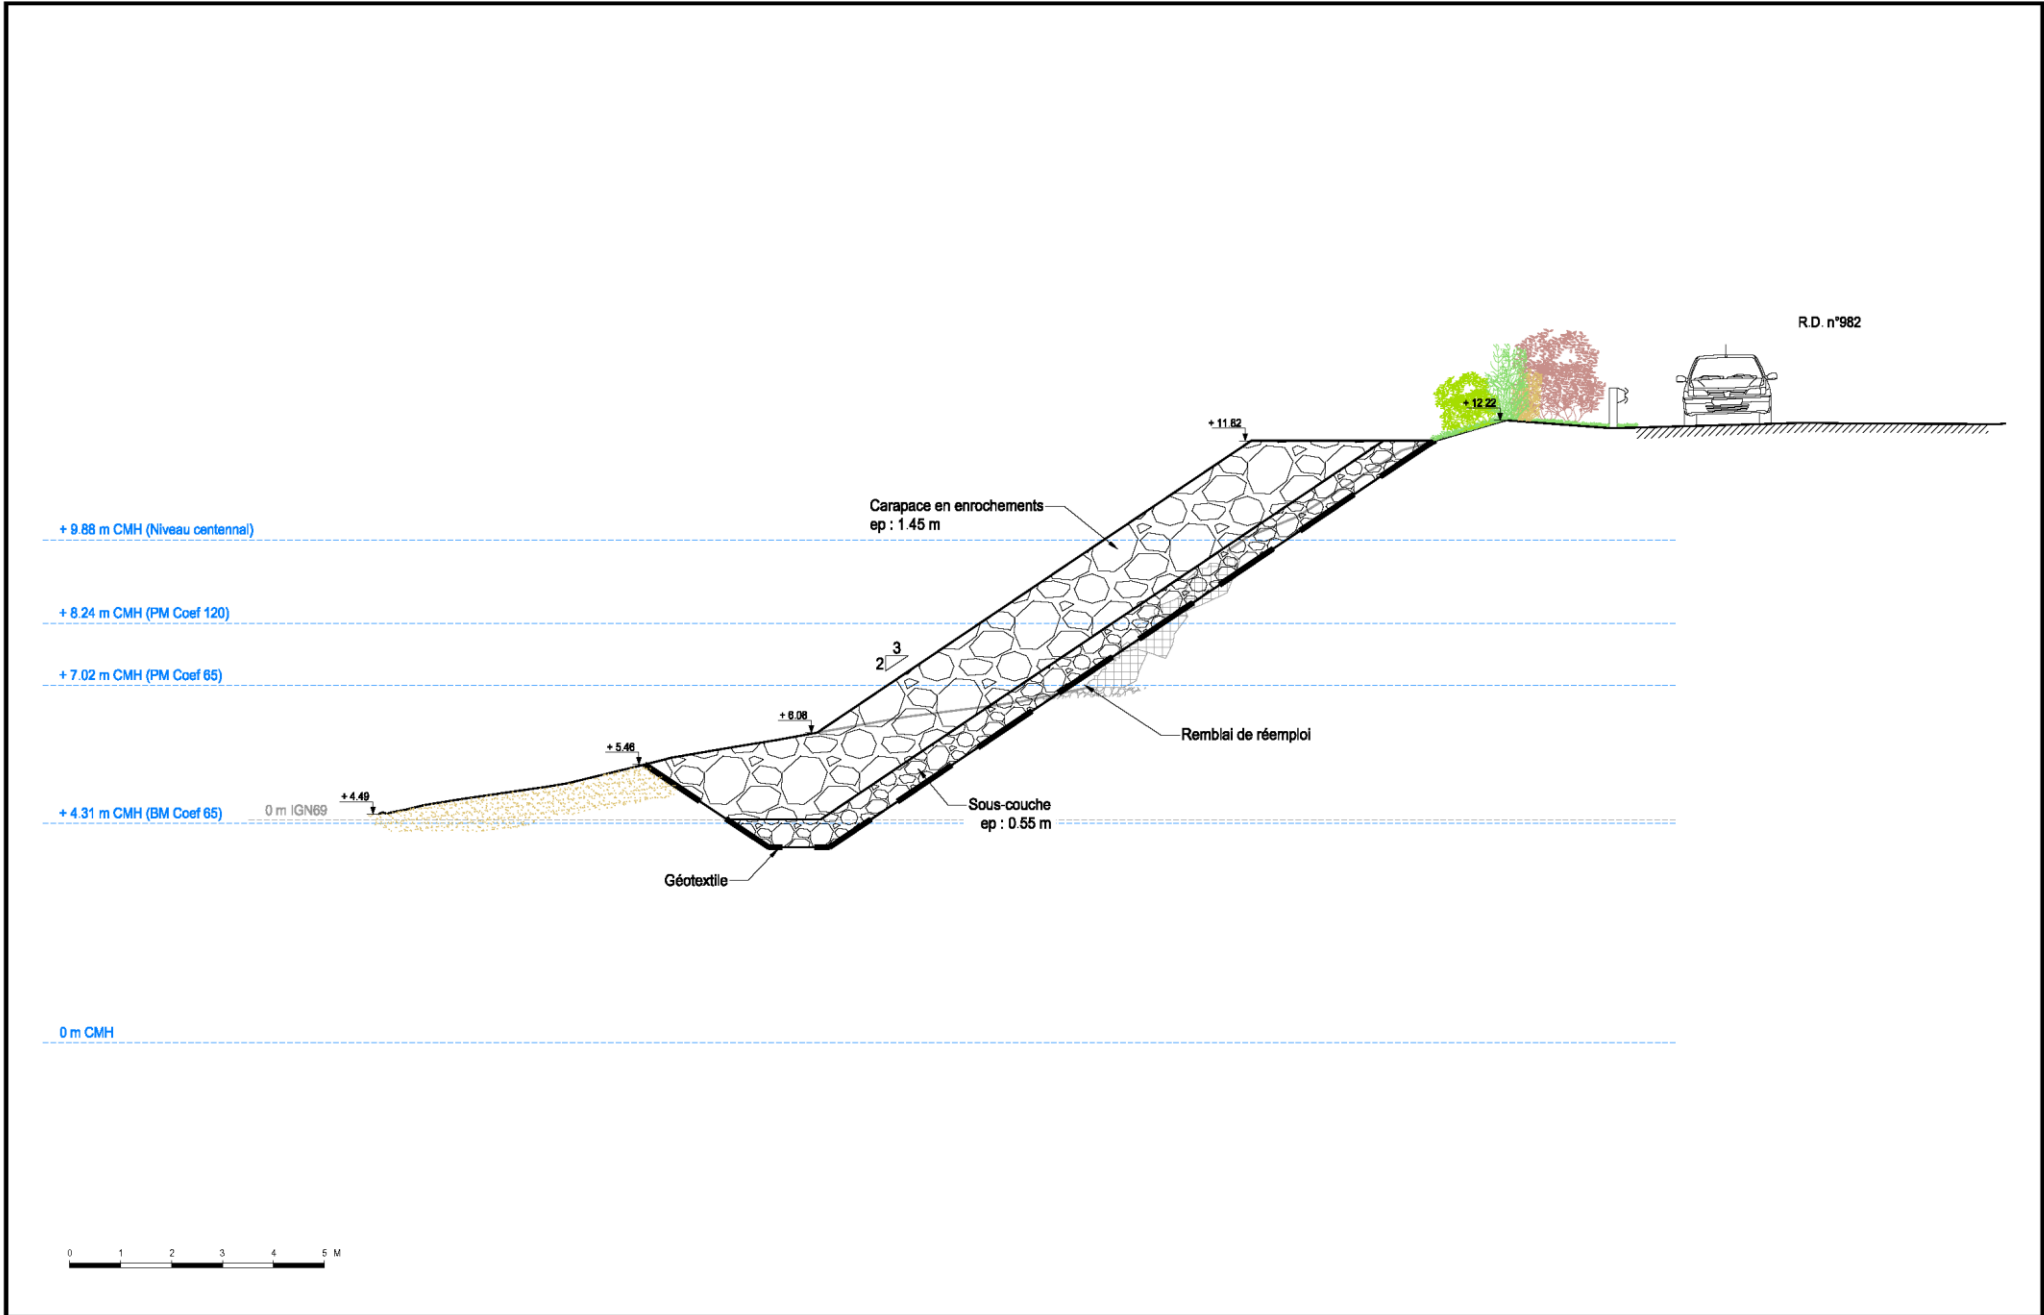 R.D. n°982
+ 12 22
+ 11.82
Carapace en enrochements
ep : 1.45 m
+ 9.88 m CMH (Niveau centennal)
+ 8.24 m CMH (PM Coef 120)
3
2
+ 7.02 m CMH (PM Coef 65)
+ 6.08
Remblai de réemploi
+ 5.46
+ 4.49
0 m IGN69
+ 4.31 m CMH (BM Coef 65)
Sous-couche
ep : 0.55 m
Géotextile
0 m CMH
0 1 2 3 4 5 M